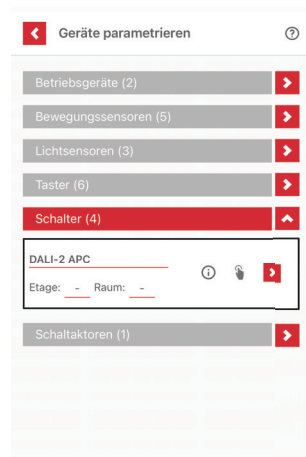 Geräte parametrieren
Betriebsgeräte (2)
Bewegungssensoren (5)
Lichtsensoren (3)
Taster (6)
Schalter (4)
DALI-2 APC
Etage: - Raum: -
Schaltaktoren (1)